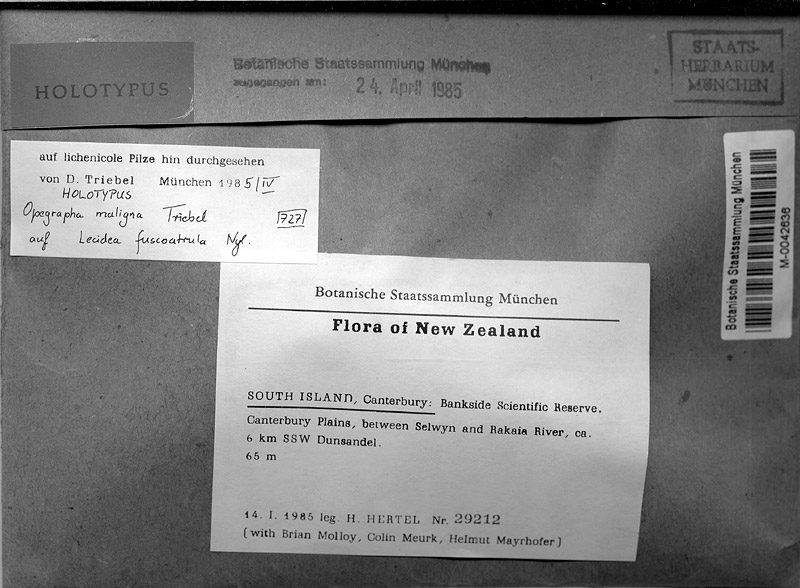 HOLOTYPUS
Botanische Staatssammlung München
zugegangen am:
24. April 1985
STAATS-
HERBARIUM
MÜNCHEN
auf lichenicole Pilze hin durchgesehen
von D. Triebel München 1985/IV
HOLOTYPUS
Opegrapha maligna Triebel 727
auf Lecidea fuscoatrula Nyl.
Botanische Staatssammlung München
M-0042636
Botanische Staatssammlung München
Flora of New Zealand
SOUTH ISLAND, Canterbury: Bankside Scientific Reserve.
Canterbury Plains, between Selwyn and Rakaia River, ca.
6 km SSW Dunsandel.
65 m
14. I. 1985 leg. H. HERTEL Nr. 29212
(with Brian Molloy, Colin Meurk, Helmut Mayrhofer)